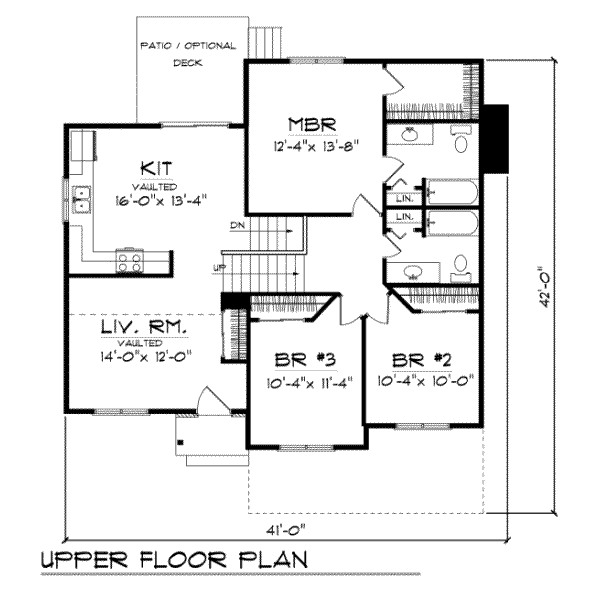 PATIO / OPTIONAL
DECK
MBR
12'-4" x 13'-8"
KIT
VAULTED
16'-0" x 13'-4"
LIN.
LIN.
DN
UP
42'-0"
LIV. RM.
VAULTED
14'-0" x 12'-0"
BR #3
10'-4" x 11'-4"
BR #2
10'-4" x 10'-0"
41'-0"
UPPER FLOOR PLAN